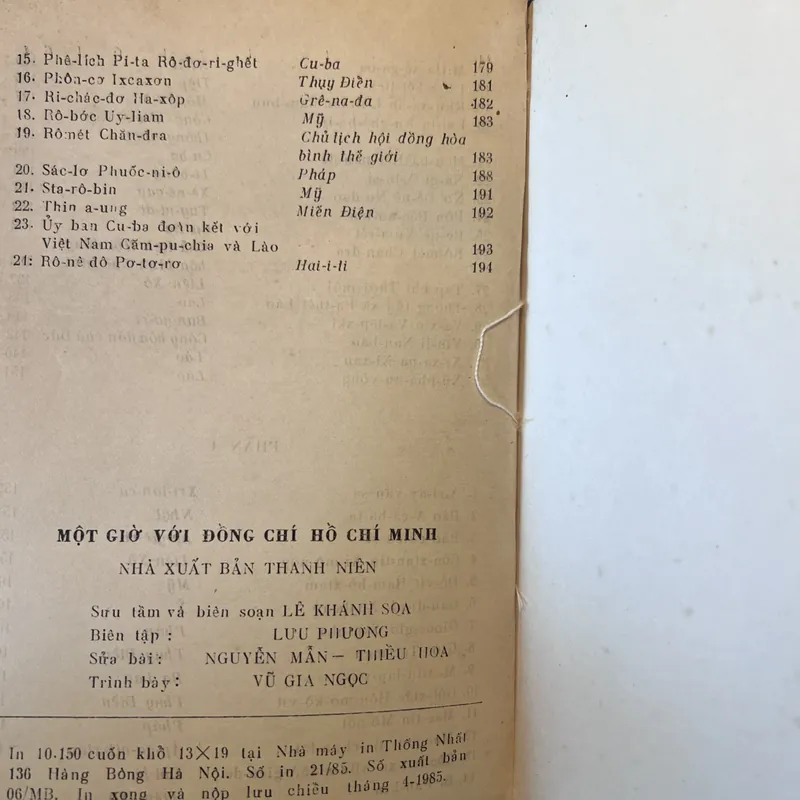 15. Phê-lích Pi-ta Rô-đơ-ri-ghết Cu-ba 179
16. Phôn-cơ Ixcaxơn Thụy Điền 181
17. Ri-chác-đơ Ha-xôp Grê-na-đa 182
18. Rô-bớc Uy-liam Mỹ 183
19. Rô-nét Chăn-đra Chủ lịch hội đồng hòa
bình thế giới 183
20. Sác-lơ Phuốc-ni-ô Pháp 188
21. Sta-rô-bin Mỹ 191
22. Thin a-ung Miến Điện 192
23. Ủy ban Cu-ba đoàn kết với
Việt Nam Căm-pu-chia và Lào 193
24: Rô-nê đô Pơ-tơ-rơ Hai-i-ti 194
MỘT GIỜ VỚI ĐỒNG CHÍ HỒ CHÍ MINH
NHÀ XUẤT BẢN THANH NIÊN
Sưu tầm và biên soạn LÊ KHÁNH SOA
Biên tập : LƯU PHƯƠNG
Sửa bài : NGUYỄN MẪN — THIỀU HOA
Trình bày : VŨ GIA NGỌC
In 10.150 cuốn khổ 13×19 tại Nhà máy in Thống Nhất
136 Hàng Bông Hà Nội. Số in 21/85. Số xuất bản
06/MB. In xong và nộp lưu chiều tháng 4-1985.